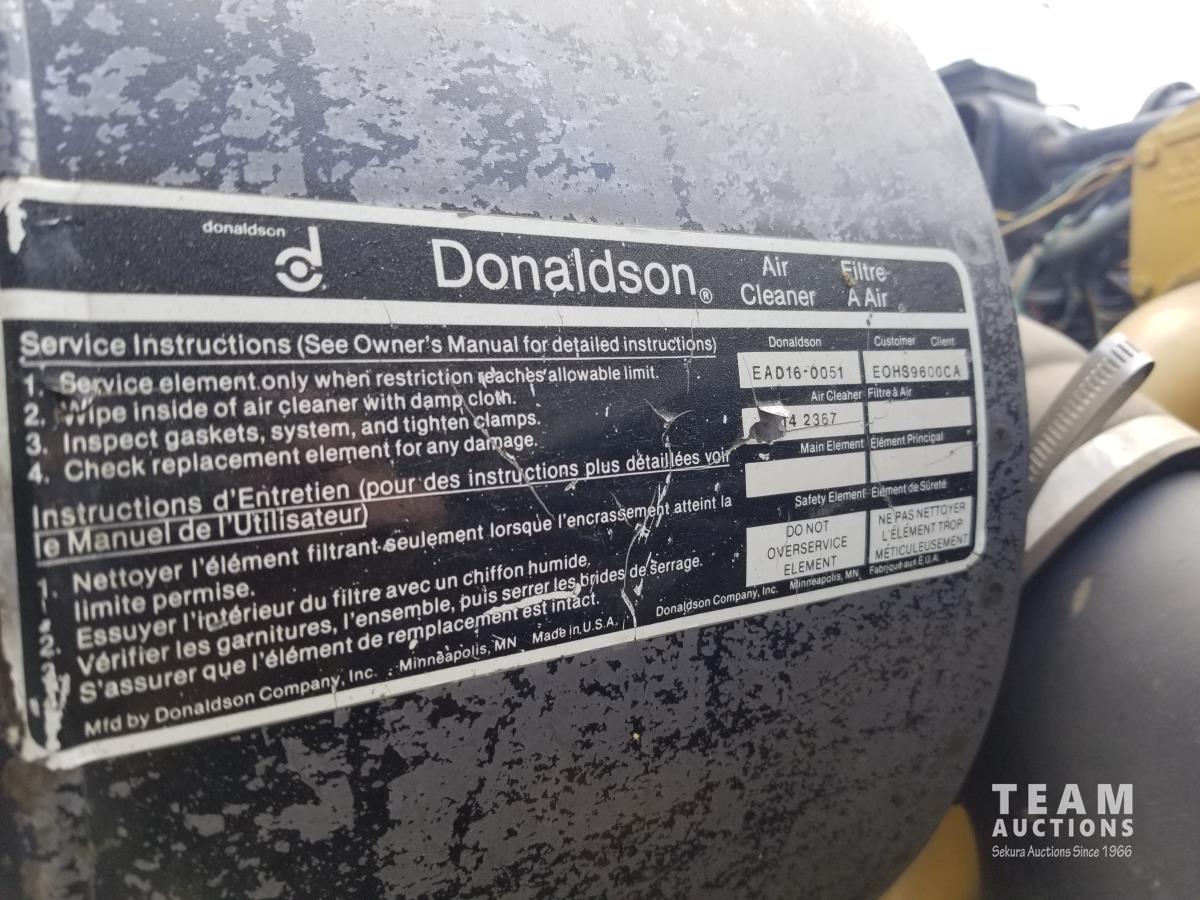 donaldson
Donaldson® Air Cleaner Filtre A Air
Service Instructions (See Owner's Manual for detailed instructions)
1. Service element only when restriction reaches allowable limit.
2. Wipe inside of air cleaner with damp cloth.
3. Inspect gaskets, system, and tighten clamps.
4. Check replacement element for any damage.
Instructions d'Entretien (pour des instructions plus détaillées voir
le Manuel de l'Utilisateur)
1. Nettoyer l'élément filtrant seulement lorsque l'encrassement atteint la
limite permise.
2. Essuyer l'intérieur du filtre avec un chiffon humide.
3. Vérifier les garnitures, l'ensemble, puis serrer les brides de serrage.
S'assurer que l'élément de remplacement est intact.
Mfd by Donaldson Company, Inc. Minneapolis, MN Made in U.S.A. Donaldson Company, Inc. Minneapolis, MN Fabriqué aux E.U.A.
Donaldson Customer Client
EAD16-0051 EOHS9600CA
Air Cleaner Filtre à Air
2367
Main Element Élément Principal
Safety Element Élément de Sûreté
DO NOT
OVERSERVICE
ELEMENT
NE PAS NETTOYER
L'ÉLÉMENT TROP
MÉTICULEUSEMENT
TEAM
AUCTIONS
Sekura Auctions Since 1966